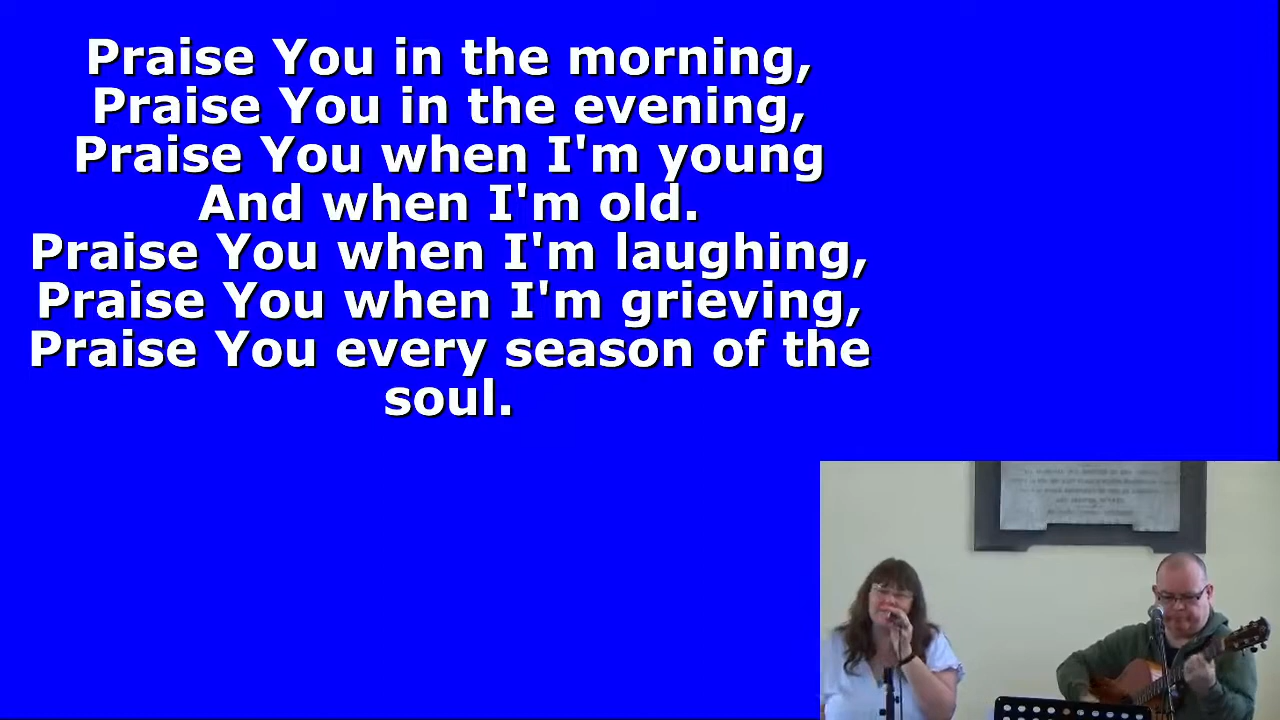 Praise You in the morning,
Praise You in the evening,
Praise You when I'm young
And when I'm old.
Praise You when I'm laughing,
Praise You when I'm grieving,
Praise You every season of the
soul.